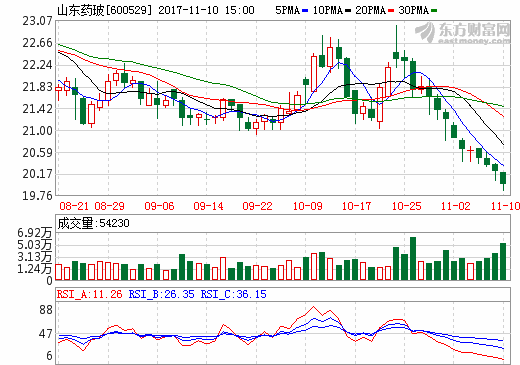 山东药玻[600529] 2017-11-10 15:00 5PMA 10PMA 20PMA 30PMA
东方财富网
eastmoney.com
23.07
22.66
22.24
21.83
21.42
21.00
20.59
20.17
19.76
08-21 08-29 09-06 09-14 09-22 10-09 10-17 10-25 11-02 11-10
成交量:54230
6.92万
5.03万
3.13万
1.24万
0
RSI_A:11.26 RSI_B:26.35 RSI_C:36.15
88
47
6